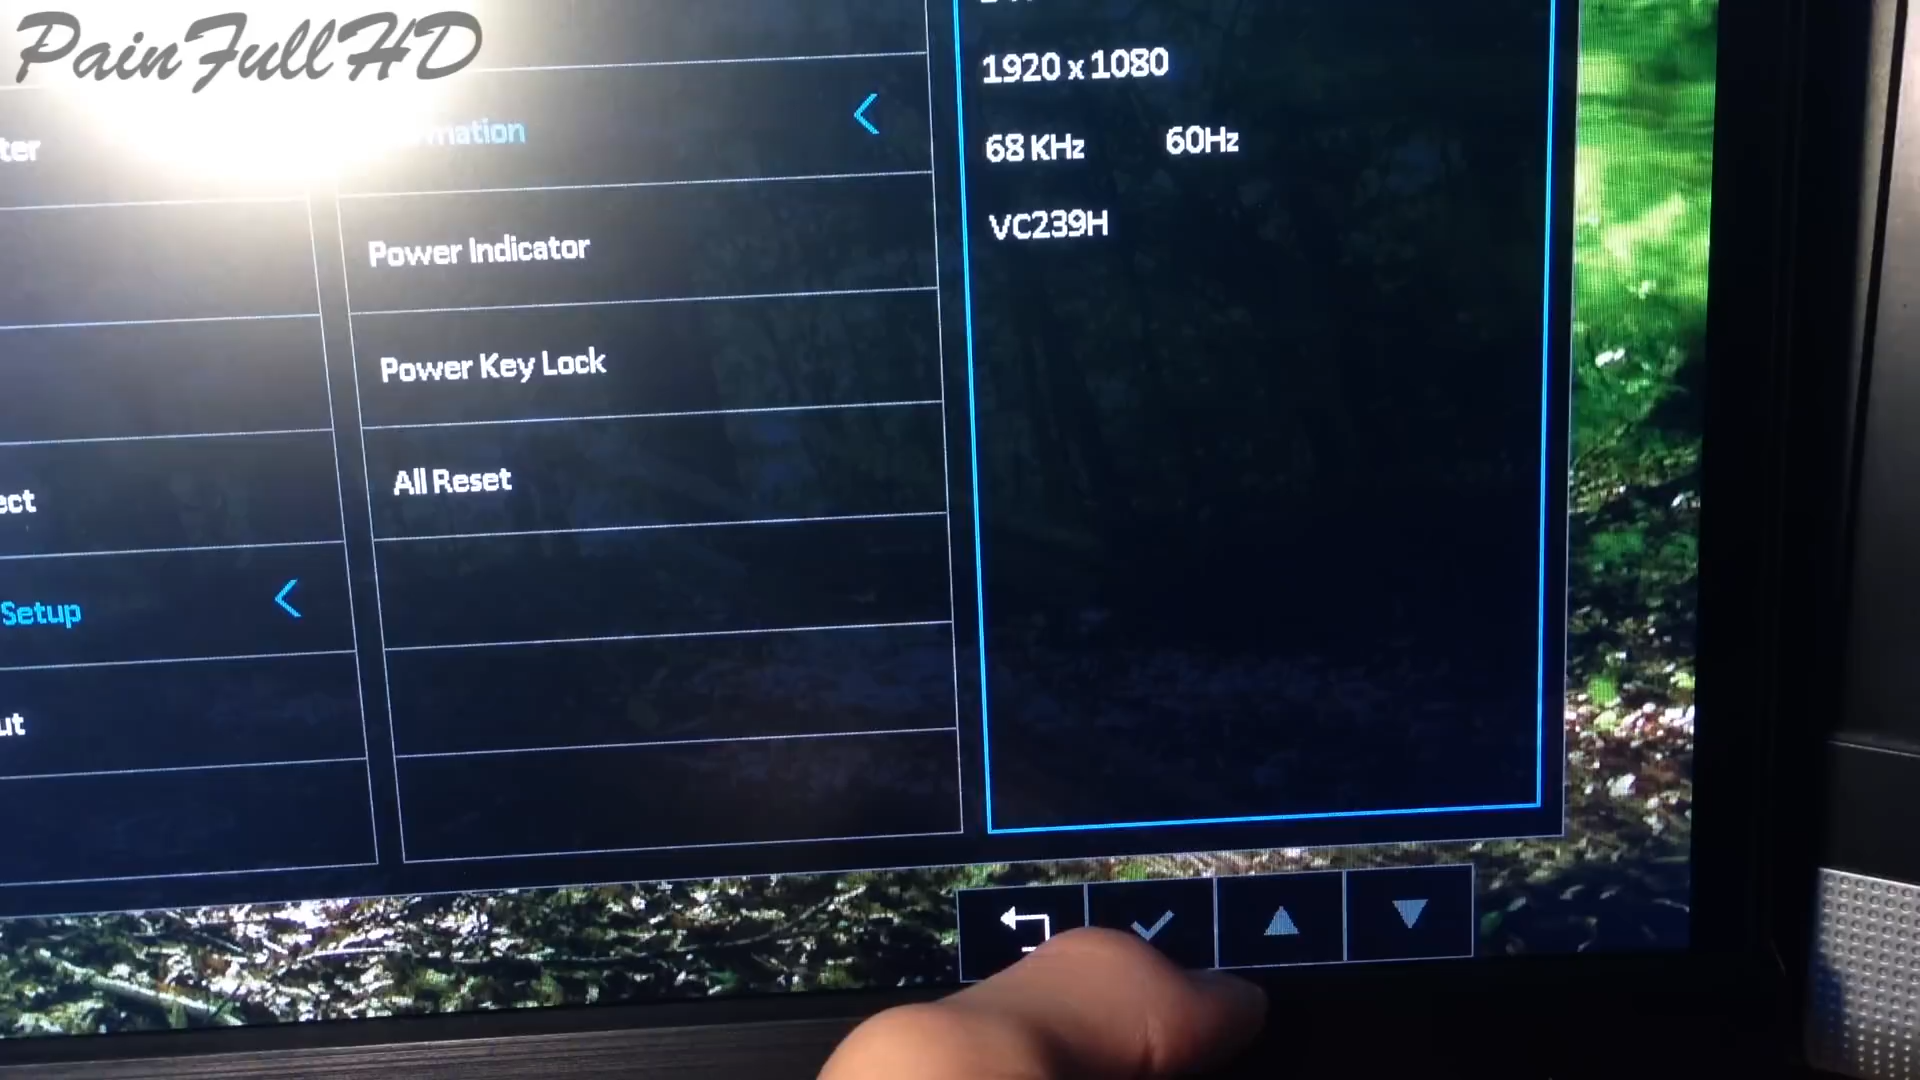 PainFullHD
1920 x 1080
68 KHz 60Hz
VC239H
Power Indicator
Power Key Lock
All Reset
Setup